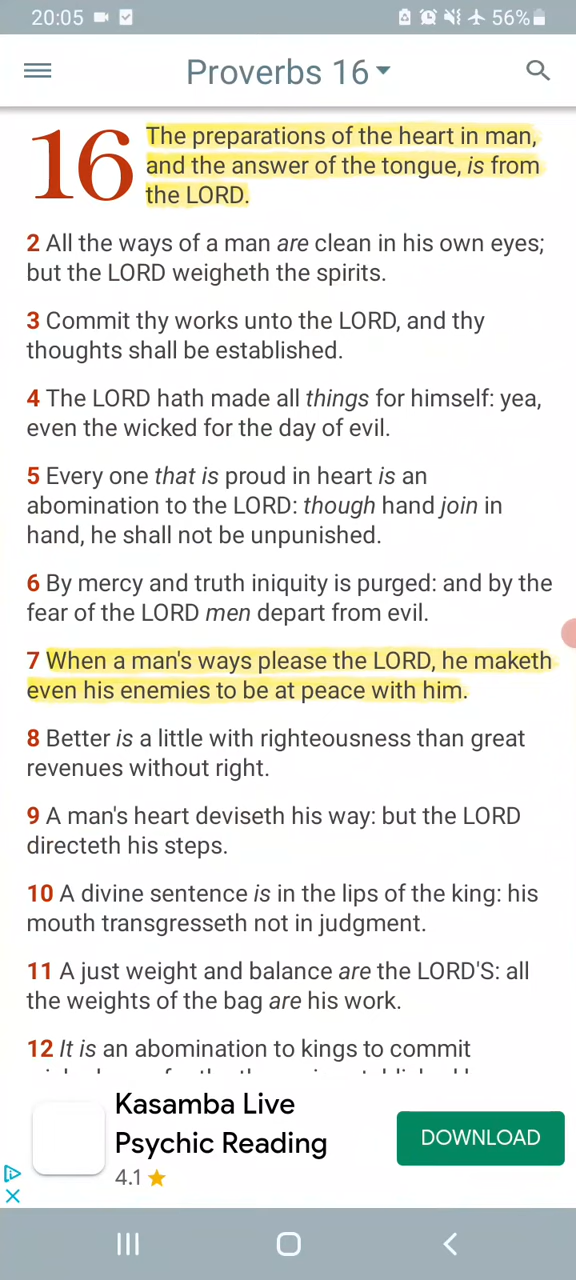 20:05 56%
Proverbs 16
16 The preparations of the heart in man,
and the answer of the tongue, is from
the LORD.
2 All the ways of a man are clean in his own eyes;
but the LORD weigheth the spirits.
3 Commit thy works unto the LORD, and thy
thoughts shall be established.
4 The LORD hath made all things for himself: yea,
even the wicked for the day of evil.
5 Every one that is proud in heart is an
abomination to the LORD: though hand join in
hand, he shall not be unpunished.
6 By mercy and truth iniquity is purged: and by the
fear of the LORD men depart from evil.
7 When a man's ways please the LORD, he maketh
even his enemies to be at peace with him.
8 Better is a little with righteousness than great
revenues without right.
9 A man's heart deviseth his way: but the LORD
directeth his steps.
10 A divine sentence is in the lips of the king: his
mouth transgresseth not in judgment.
11 A just weight and balance are the LORD'S: all
the weights of the bag are his work.
12 It is an abomination to kings to commit
Kasamba Live
Psychic Reading
4.1
DOWNLOAD